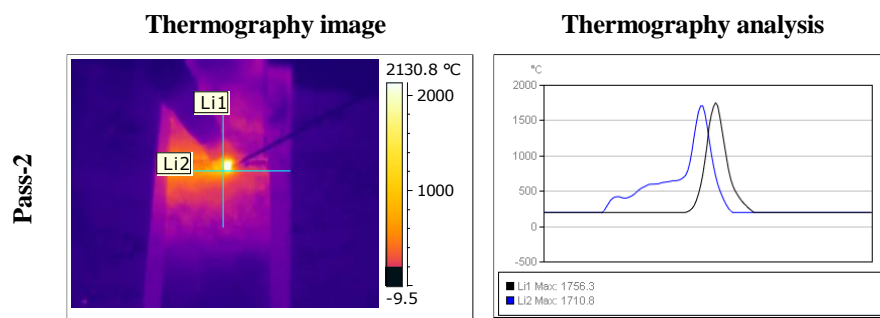 Thermography image
Thermography analysis
Pass-2
Li1
Li2
2130.8 °C
2000
1000
-9.5
°C
2000
1500
1000
500
0
-500
Li1 Max: 1756.3
Li2 Max: 1710.8